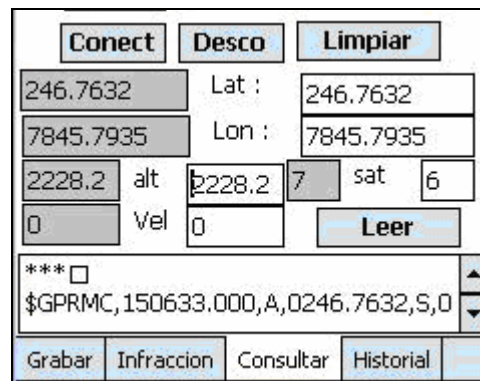 Conect Desco Limpiar
246.7632 Lat : 246.7632
7845.7935 Lon : 7845.7935
2228.2 alt 2228.2 7 sat 6
0 Vel 0 Leer
***□
$GPRMC,150633.000,A,0246.7632,S,0
Grabar Infraccion Consultar Historial